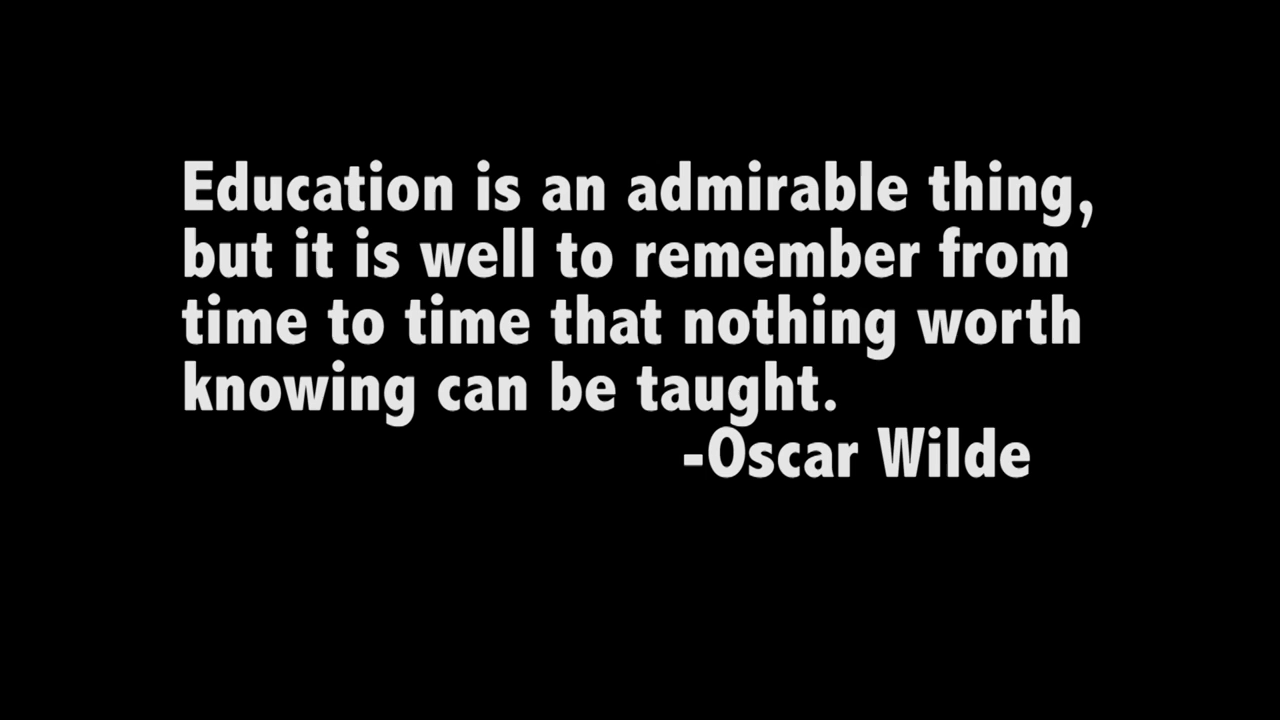 Education is an admirable thing,
but it is well to remember from
time to time that nothing worth
knowing can be taught.
-Oscar Wilde